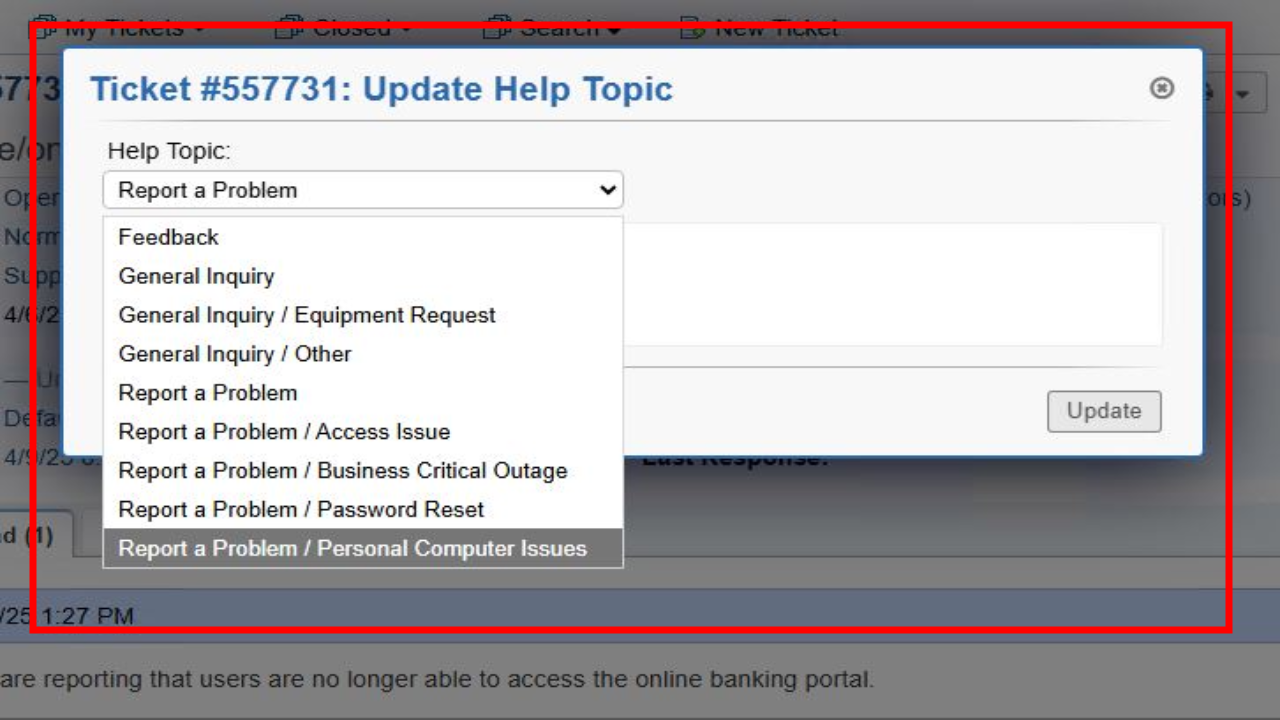 My Tickets Closed Search New Ticket
Ticket #557731: Update Help Topic
Help Topic:
Report a Problem
Feedback
General Inquiry
General Inquiry / Equipment Request
General Inquiry / Other
Report a Problem
Report a Problem / Access Issue
Report a Problem / Business Critical Outage
Report a Problem / Password Reset
Report a Problem / Personal Computer Issues
Update
Last Response:
/25 1:27 PM
are reporting that users are no longer able to access the online banking portal.